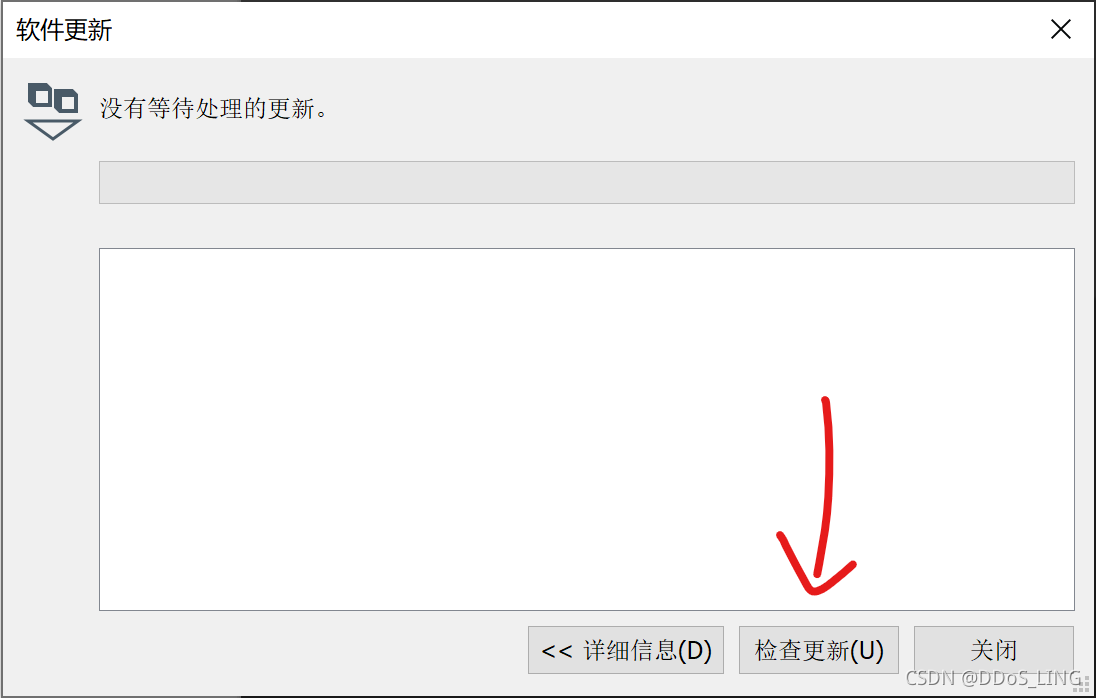 软件更新
没有等待处理的更新。
<< 详细信息(D)
检查更新(U)
关闭
CSDN @DDoS_LING